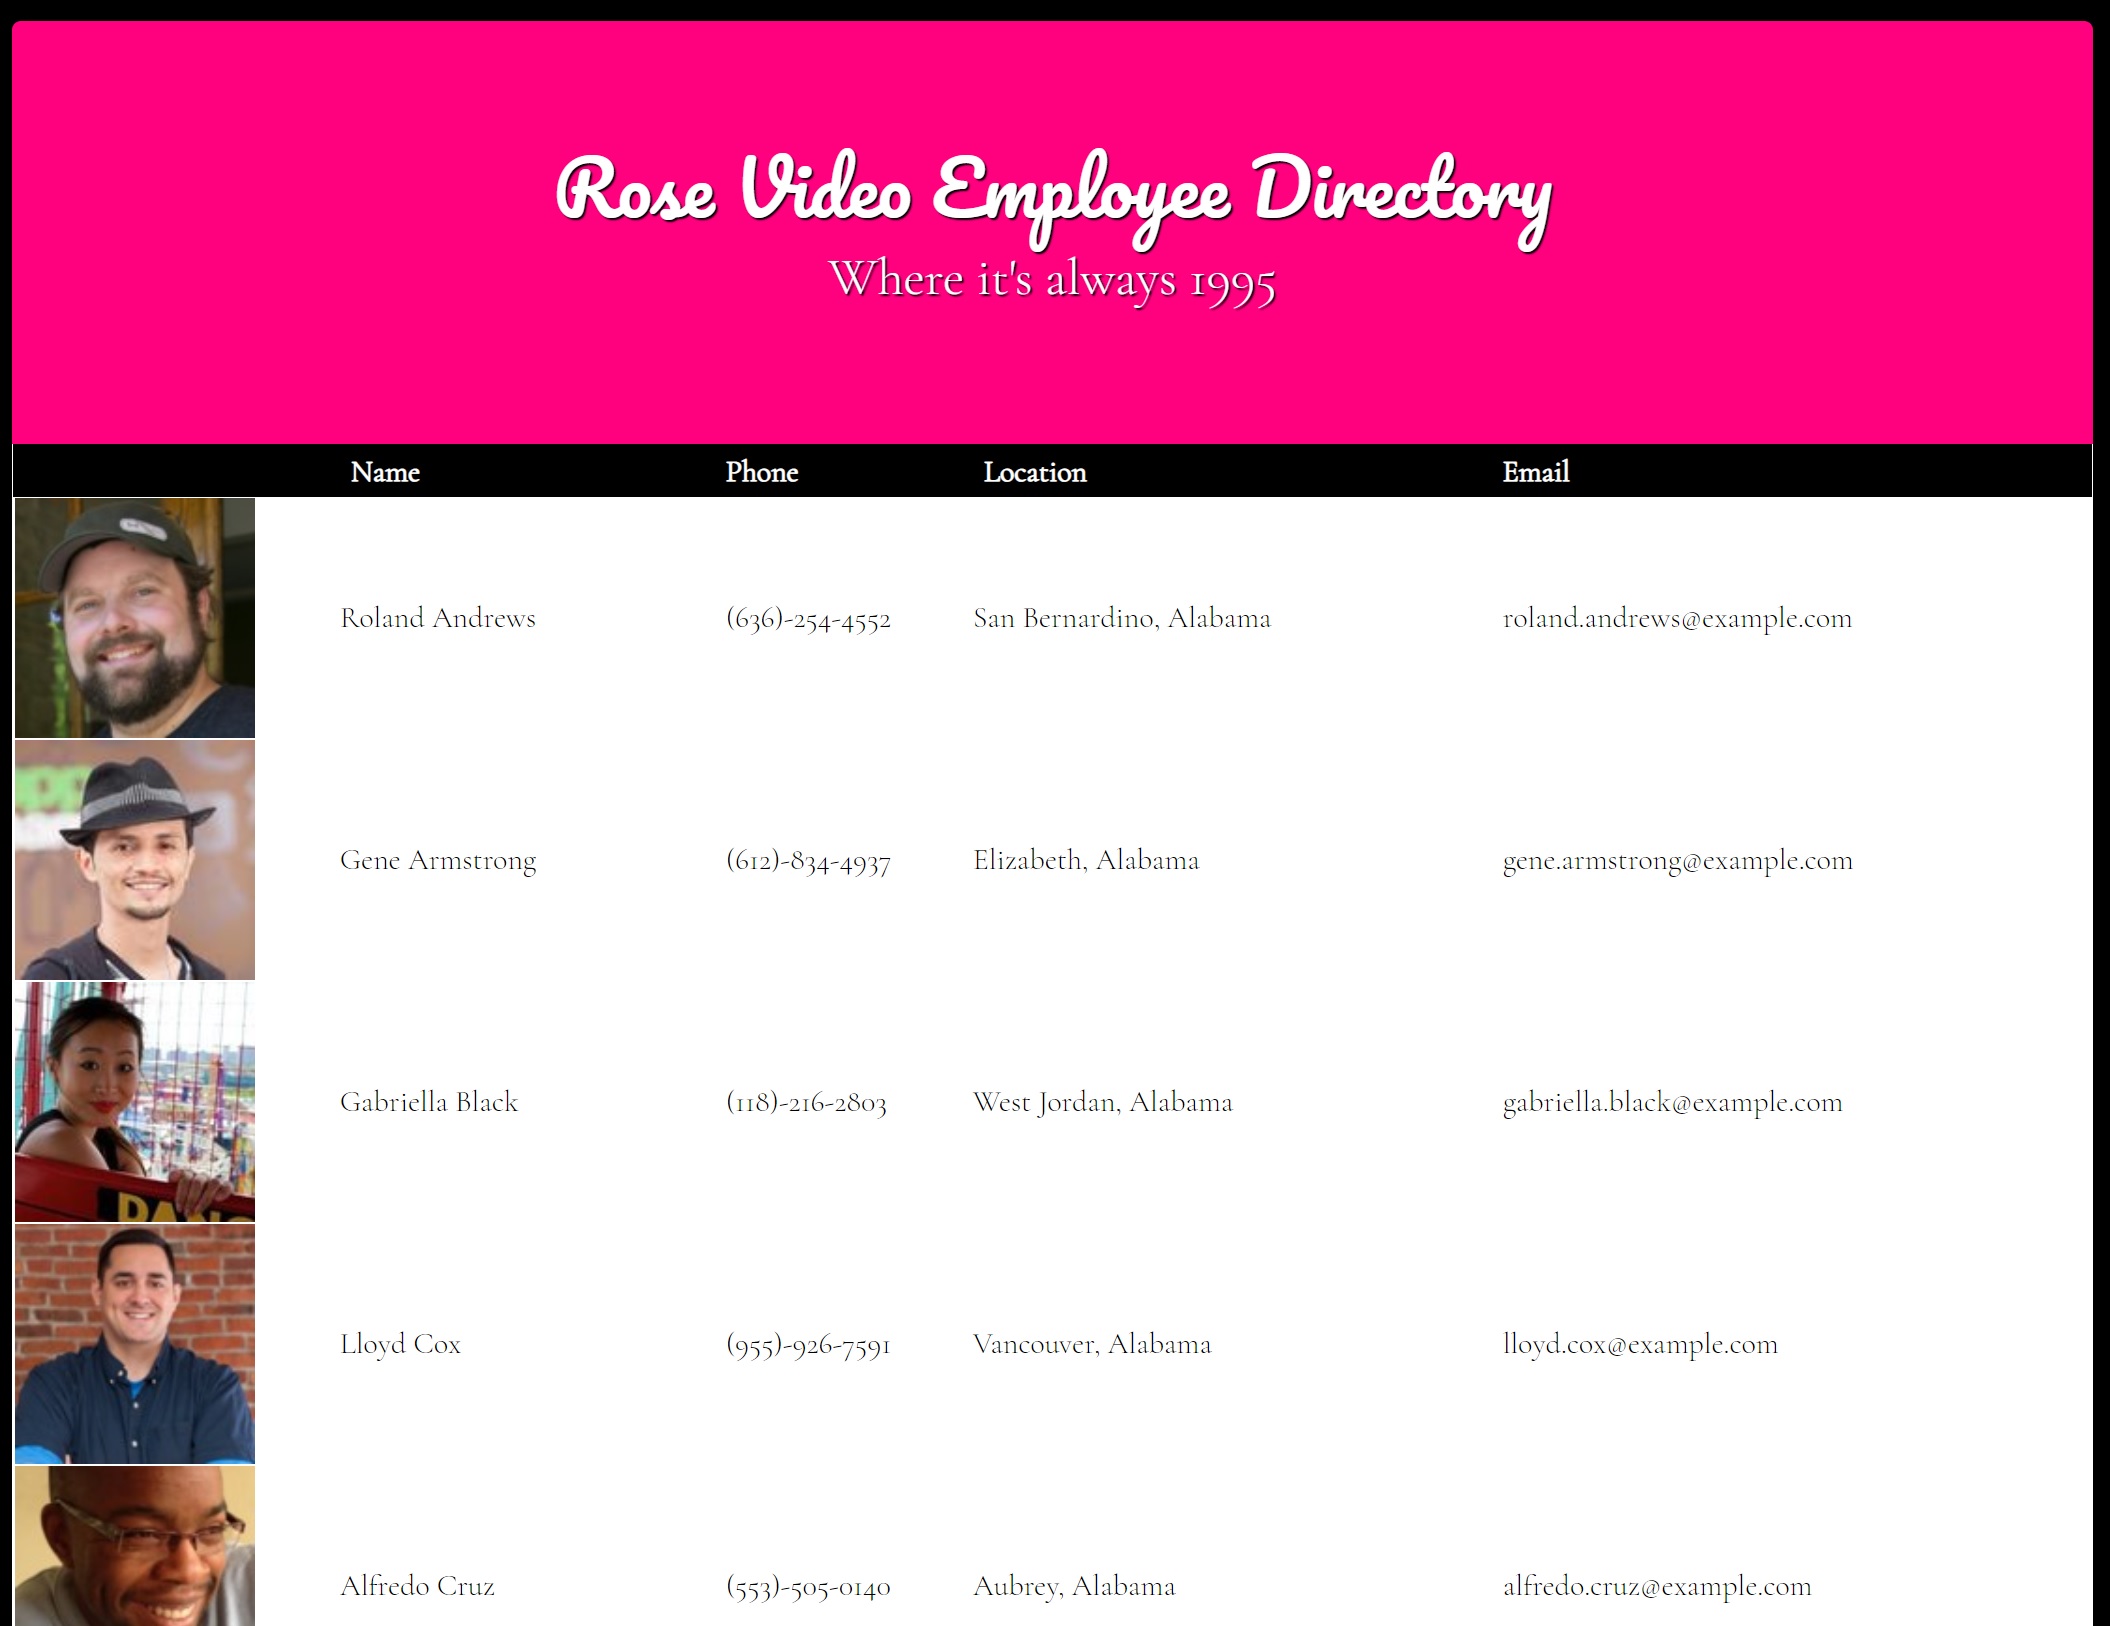 Rose Video Employee Directory
Where it's always 1995
Name Phone Location Email
Roland Andrews (636)-254-4552 San Bernardino, Alabama roland.andrews@example.com
Gene Armstrong (612)-834-4937 Elizabeth, Alabama gene.armstrong@example.com
Gabriella Black (118)-216-2803 West Jordan, Alabama gabriella.black@example.com
DANG
Lloyd Cox (955)-926-7591 Vancouver, Alabama lloyd.cox@example.com
Alfredo Cruz (553)-505-0140 Aubrey, Alabama alfredo.cruz@example.com